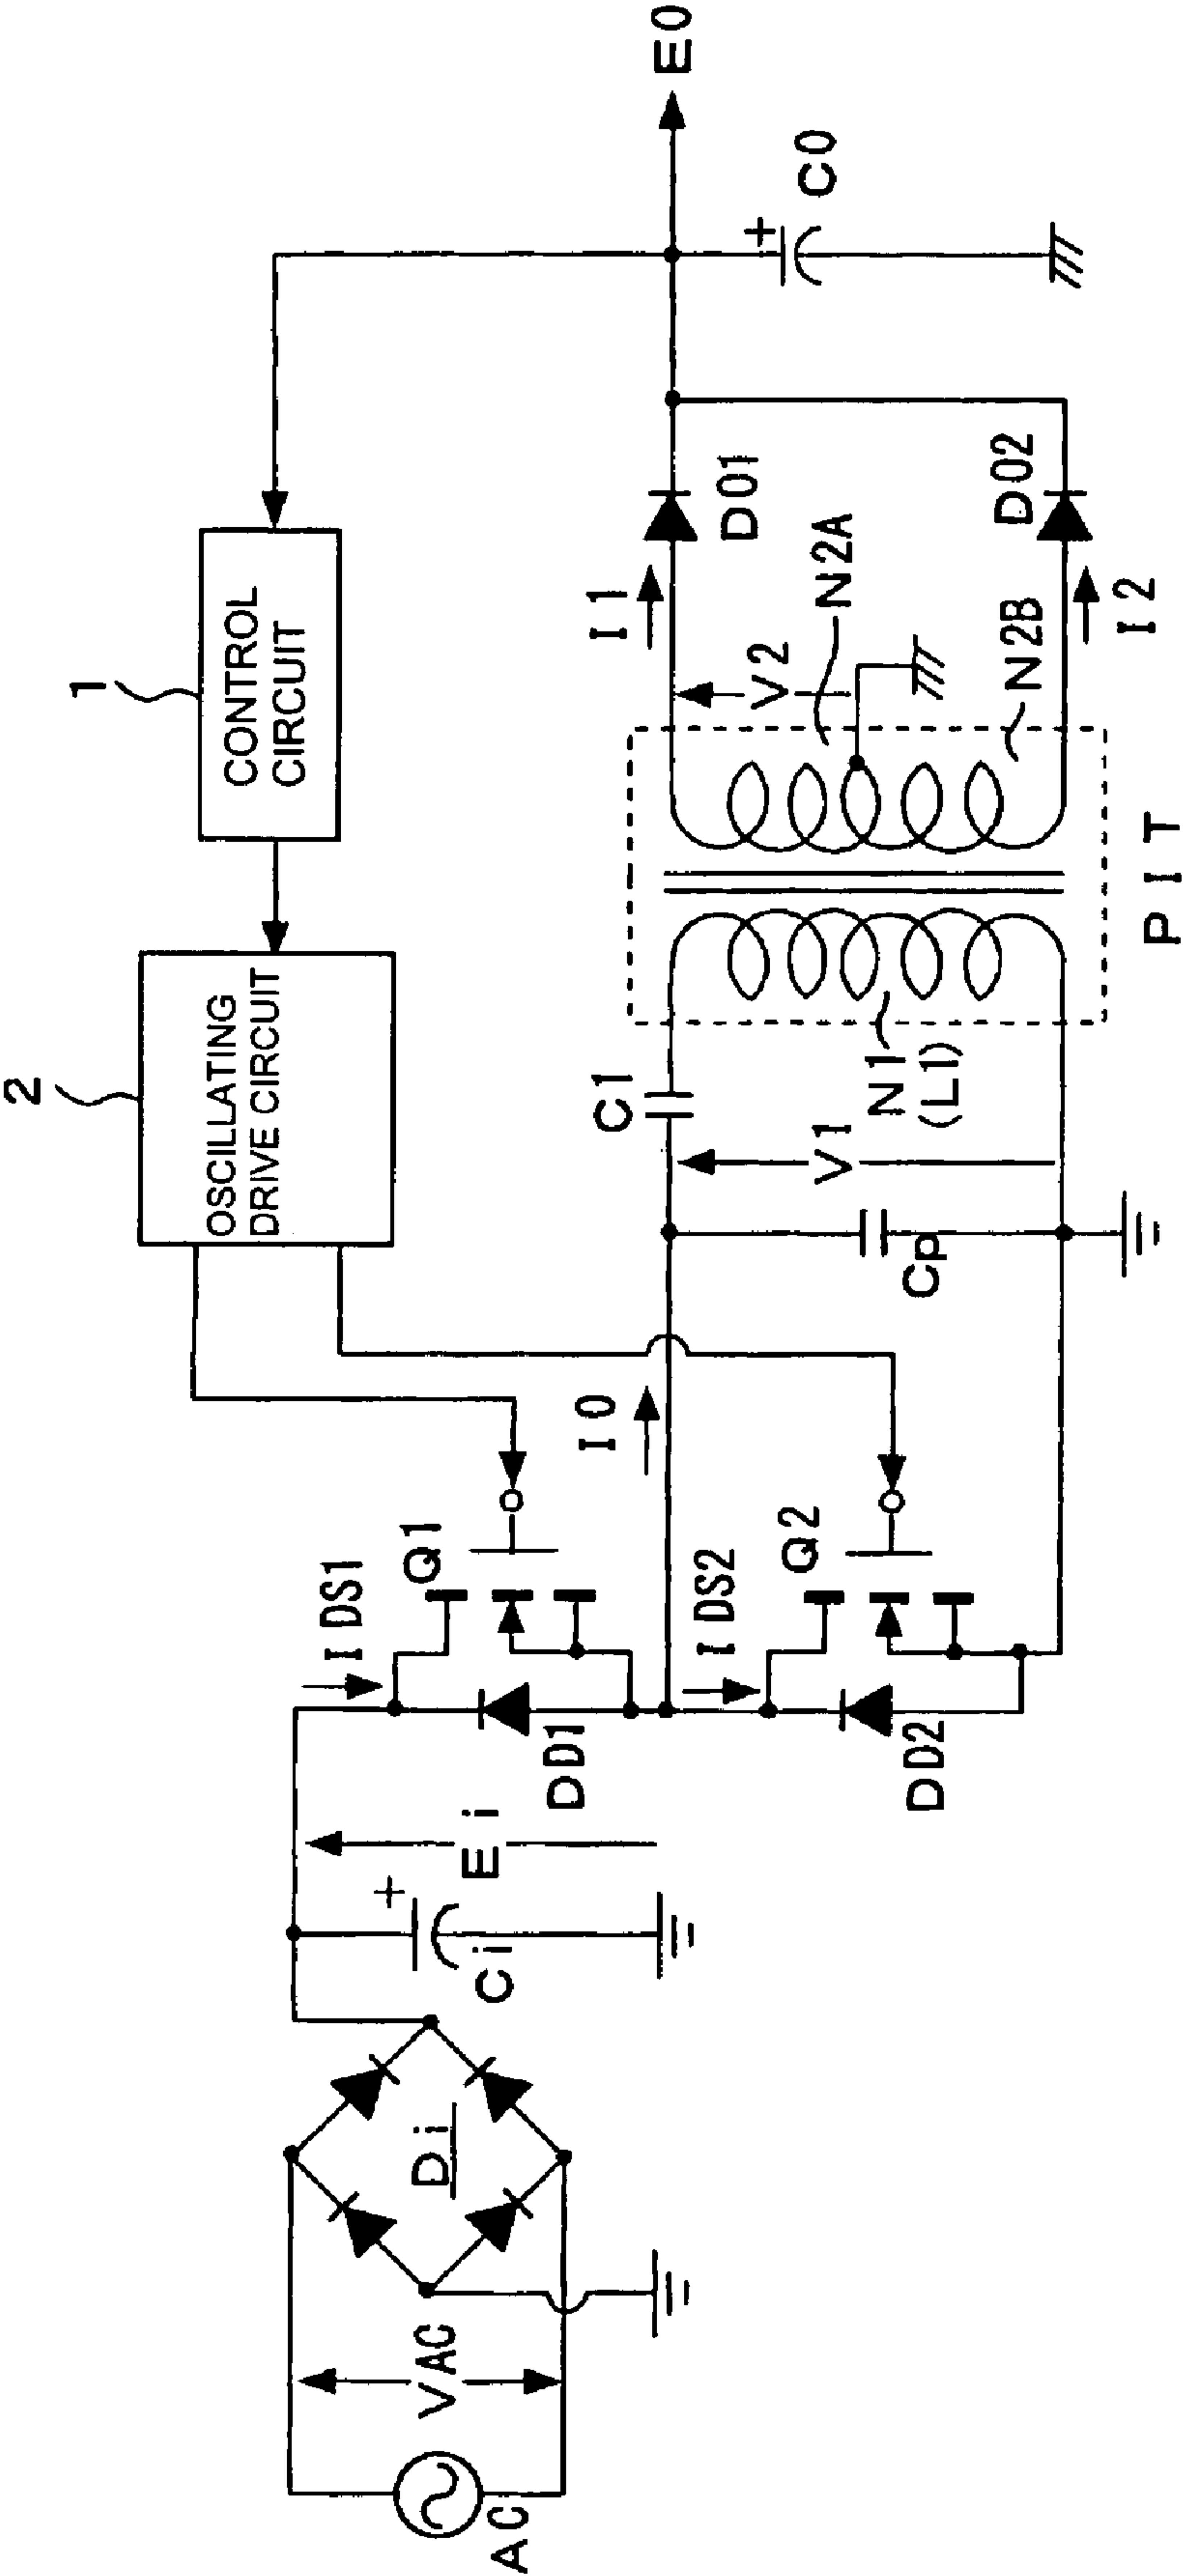 2
OSCILLATING
DRIVE CIRCUIT
1
CONTROL
CIRCUIT
AC
VAC
Di
Ci
+
Ei
IDS1
Q1
DD1
IDS2
Q2
DD2
I0
Cp
V1
C1
N1
(L1)
PIT
N2A
N2B
V2
I1
I2
D01
D02
+
C0
E0